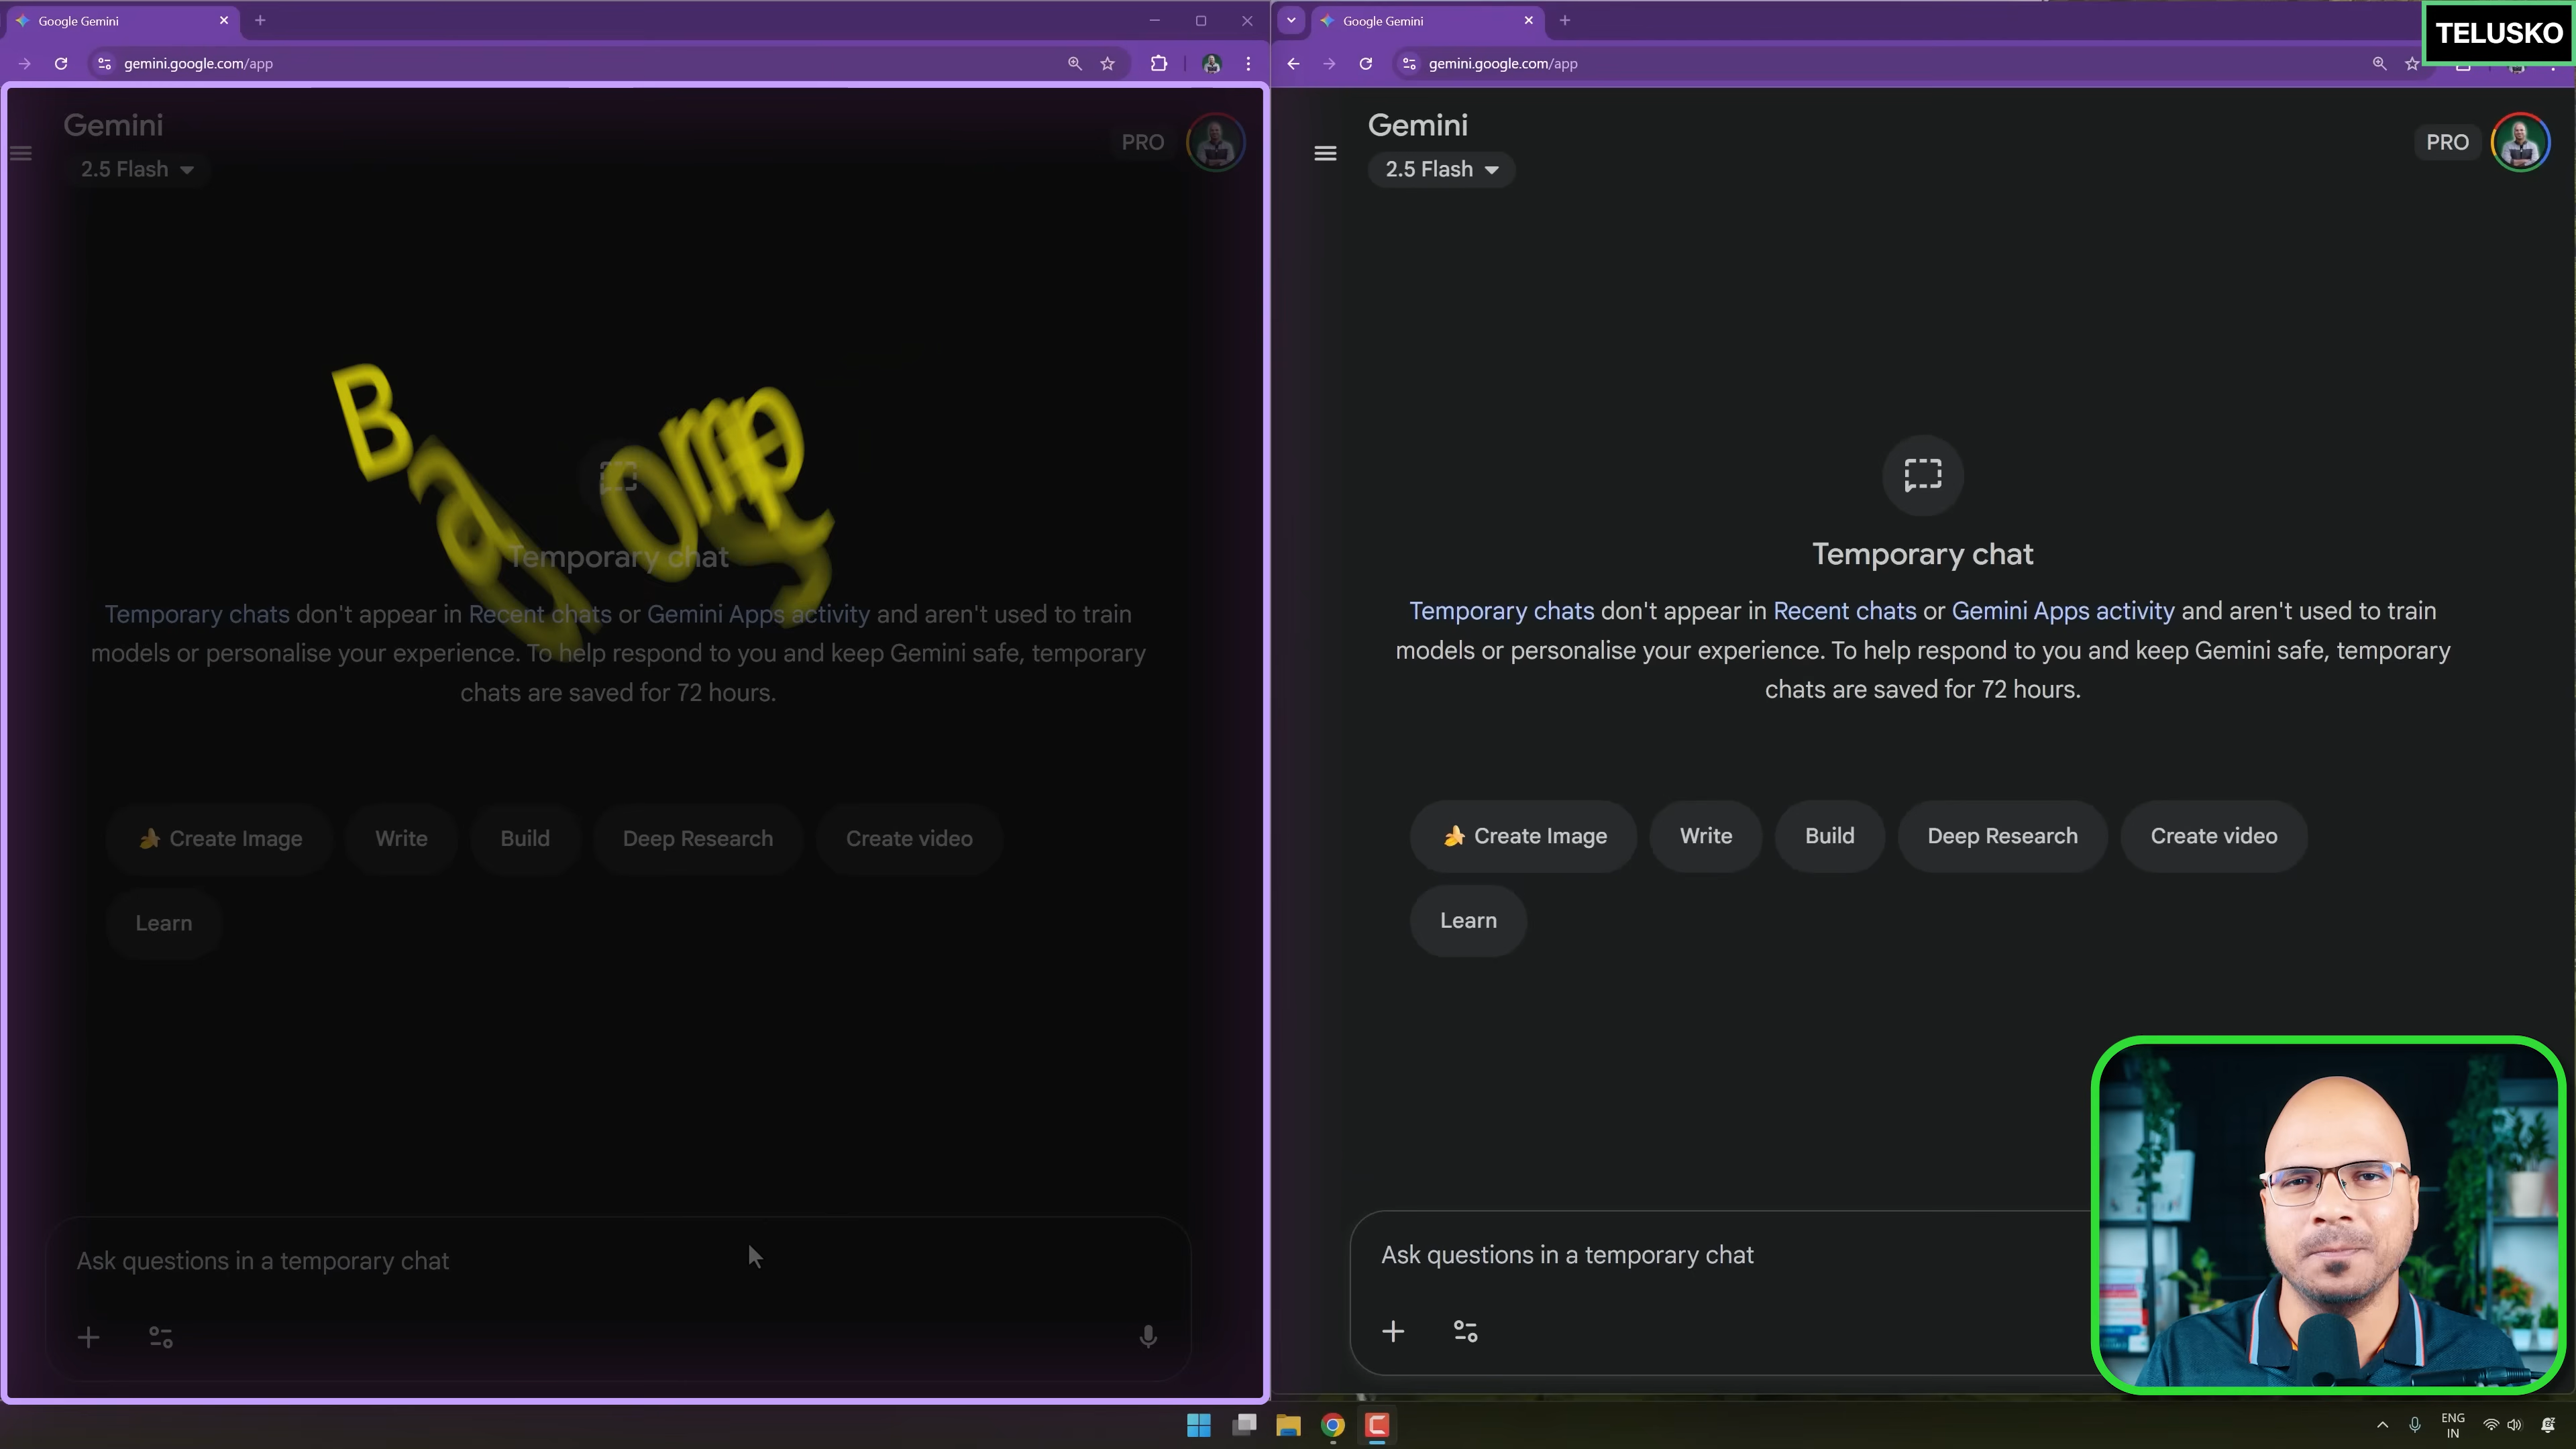 Google Gemini
gemini.google.com/app
Gemini
2.5 Flash
PRO
Temporary chat
Temporary chats don't appear in Recent chats or Gemini Apps activity and aren't used to train
models or personalise your experience. To help respond to you and keep Gemini safe, temporary
chats are saved for 72 hours.
Create Image
Write
Build
Deep Research
Create video
Learn
Ask questions in a temporary chat
Google Gemini
TELUSKO
gemini.google.com/app
Gemini
2.5 Flash
PRO
Temporary chat
Temporary chats don't appear in Recent chats or Gemini Apps activity and aren't used to train
models or personalise your experience. To help respond to you and keep Gemini safe, temporary
chats are saved for 72 hours.
Create Image
Write
Build
Deep Research
Create video
Learn
Ask questions in a temporary chat
ENG
IN